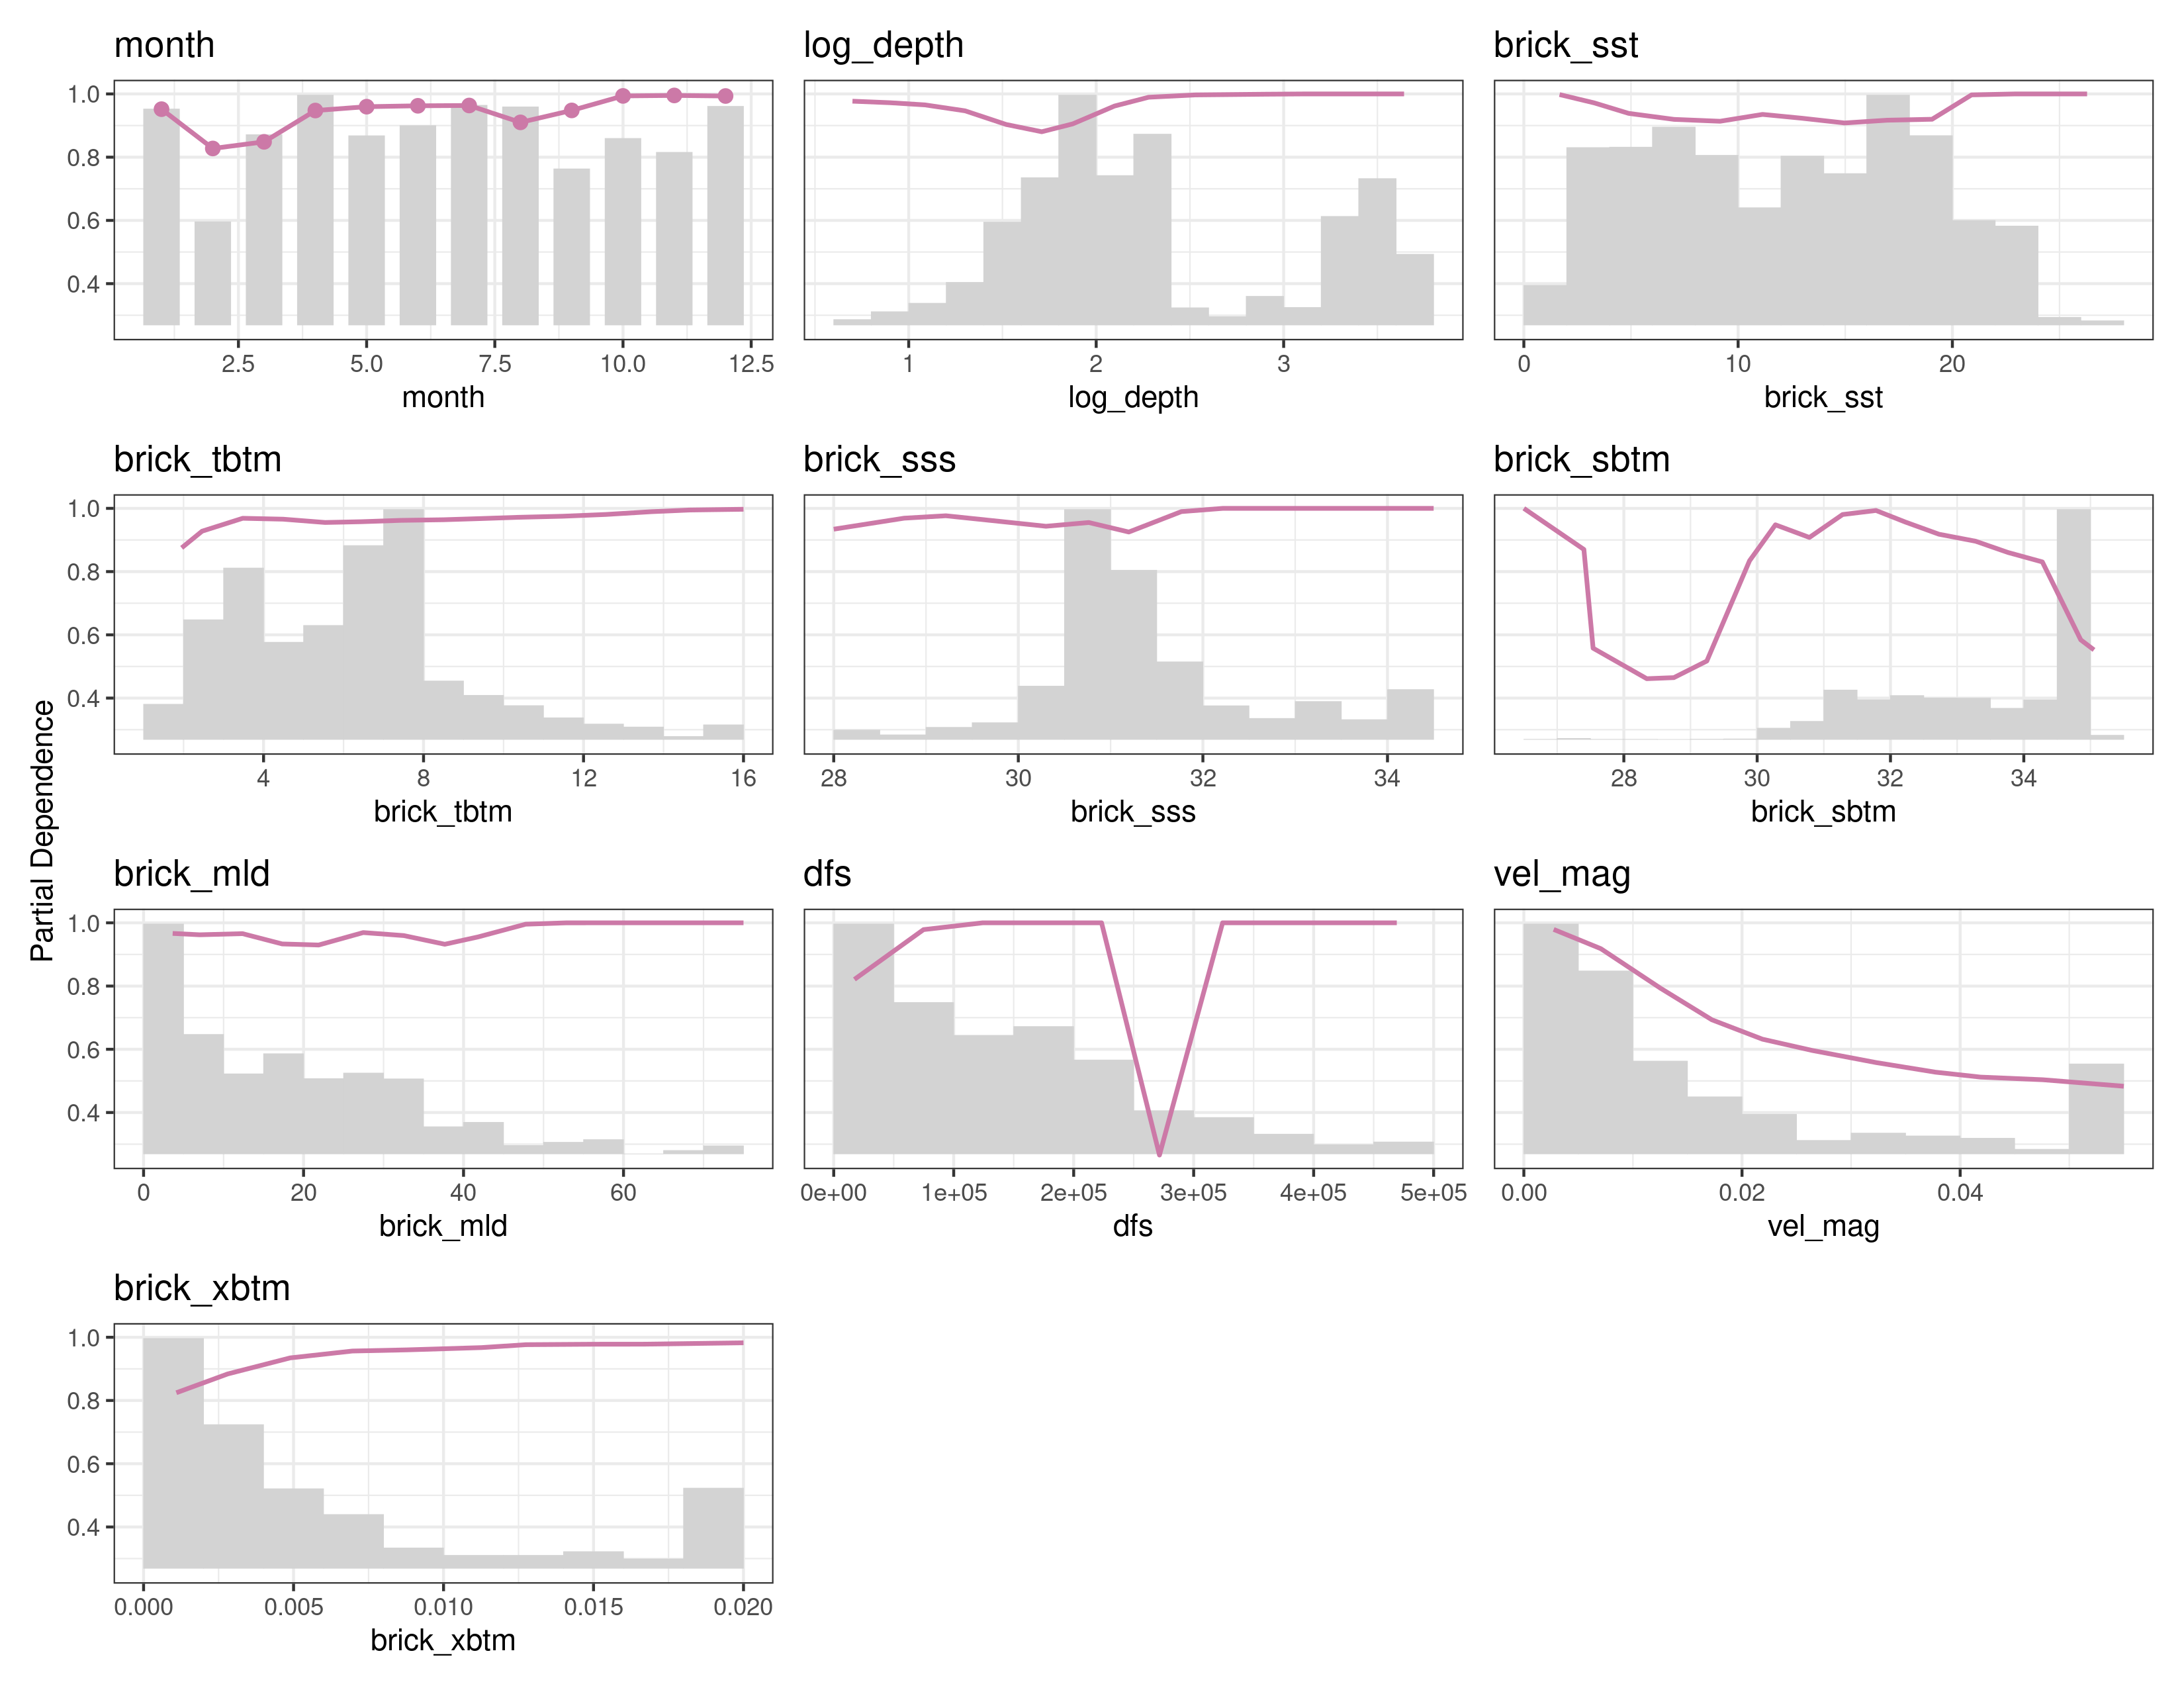 month
log_depth
brick_sst
1.0
0.8
0.6
0.4
2.5 5.0 7.5 10.0 12.5
1 2 3
0 10 20
month
log_depth
brick_sst
brick_tbtm
brick_sss
brick_sbtm
1.0
0.8
0.6
0.4
4 8 12 16
28 30 32 34
28 30 32 34
brick_tbtm
brick_sss
brick_sbtm
Partial Dependence
brick_mld
dfs
vel_mag
1.0
0.8
0.6
0.4
0 20 40 60
0e+00 1e+05 2e+05 3e+05 4e+05 5e+05
0.00 0.02 0.04
brick_mld
dfs
vel_mag
brick_xbtm
1.0
0.8
0.6
0.4
0.000 0.005 0.010 0.015 0.020
brick_xbtm